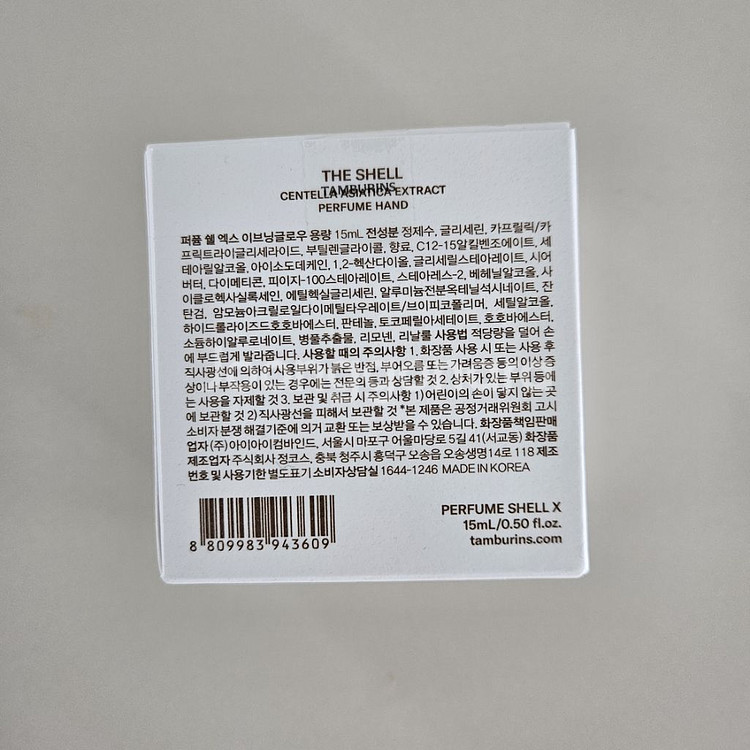 THE SHELL
TAMBURINS
CENTELLA ASIATICA EXTRACT
PERFUME HAND
퍼퓸 쉘 엑스 이브닝글로우 용량 15mL 전성분 정제수, 글리세린, 카프릴릭/카
프릭트라이글리세라이드, 부틸렌글라이콜, 향료, C12-15알킬벤조에이트, 세
테아릴알코올, 아이소도데케인, 1,2-헥산다이올, 글리세릴스테아레이트, 시어
버터, 다이메티콘, 피이지-100스테아레이트, 스테아레스-2, 베헤닐알코올, 사
이클로헥사실록세인, 에틸헥실글리세린, 알루미늄전분옥테닐석시네이트, 잔
탄검, 암모늄아크릴로일다이메틸타우레이트/브이피코폴리머, 세틸알코올,
하이드롤라이즈드호호바에스터, 판테놀, 토코페릴아세테이트, 호호바에스터,
소듐하이알루로네이트, 병풀추출물, 리모넨, 리날룰 사용법 적당량을 덜어 손
에 부드럽게 발라줍니다. 사용할 때의 주의사항 1. 화장품 사용 시 또는 사용 후
직사광선에 의하여 사용부위가 붉은 반점, 부어오름 또는 가려움증 등의 이상 증
상이나 부작용이 있는 경우에는 전문의 등과 상담할 것 2. 상처가 있는 부위 등에
는 사용을 자제할 것 3. 보관 및 취급 시 주의사항 1) 어린이의 손이 닿지 않는 곳
에 보관할 것 2) 직사광선을 피해서 보관할 것 *본 제품은 공정거래위원회 고시
소비자 분쟁 해결기준에 의거 교환 또는 보상받을 수 있습니다. 화장품책임판매
업자 (주)아이아이컴바인드, 서울시 마포구 어울마당로 5길 41(서교동) 화장품
제조업자 주식회사 정코스, 충북 청주시 흥덕구 오송읍 오송생명14로 118 제조
번호 및 사용기한 별도표기 소비자상담실 1644-1246 MADE IN KOREA
PERFUME SHELL X
15mL/0.50 fl.oz.
tamburins.com
8 809983 943609